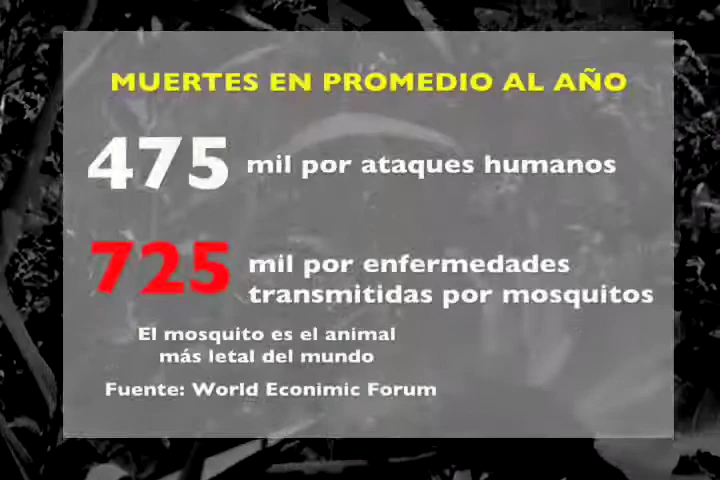 MUERTES EN PROMEDIO AL AÑO
475 mil por ataques humanos
725 mil por enfermedades
transmitidas por mosquitos
El mosquito es el animal
más letal del mundo
Fuente: World Econimic Forum